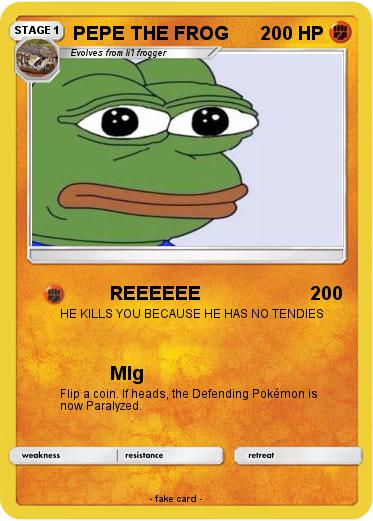 STAGE 1 PEPE THE FROG 200 HP
Evolves from li1 frogger
REEEEEE 200
HE KILLS YOU BECAUSE HE HAS NO TENDIES
Mlg
Flip a coin. If heads, the Defending Pokémon is
now Paralyzed.
weakness resistance retreat
- fake card -